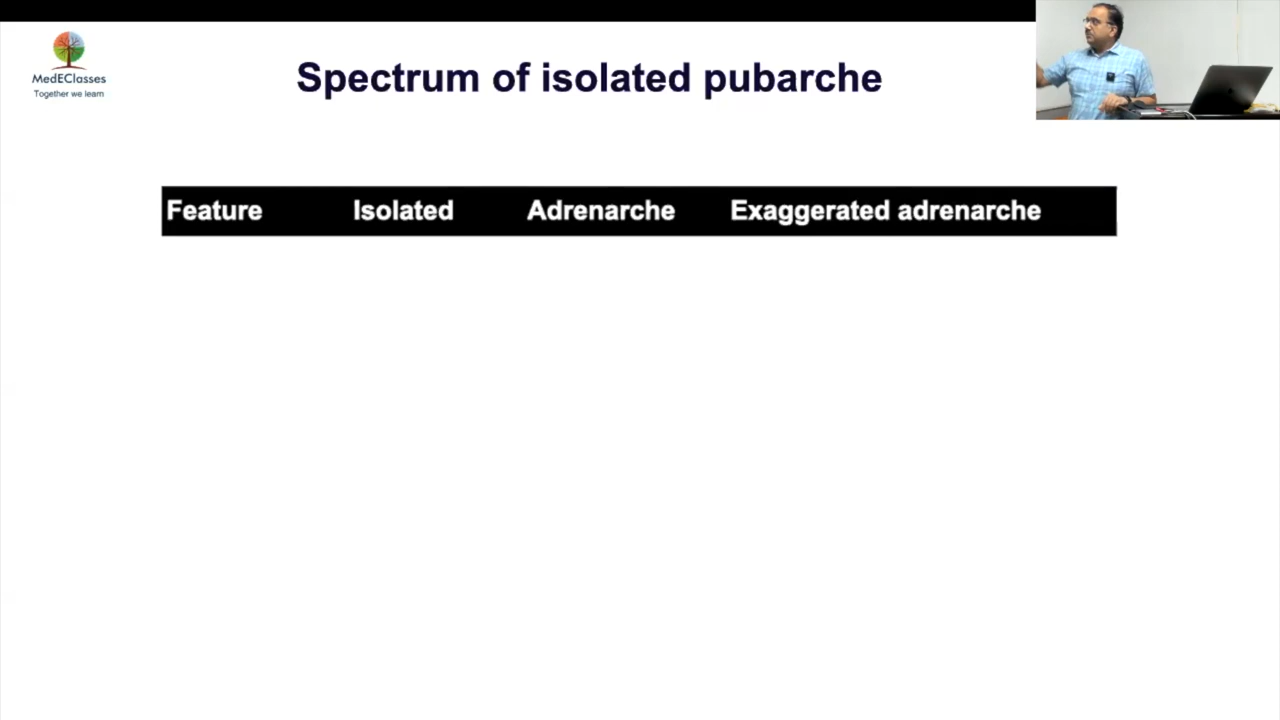 MedEClasses
Together we learn
Spectrum of isolated pubarche
Feature Isolated Adrenarche Exaggerated adrenarche